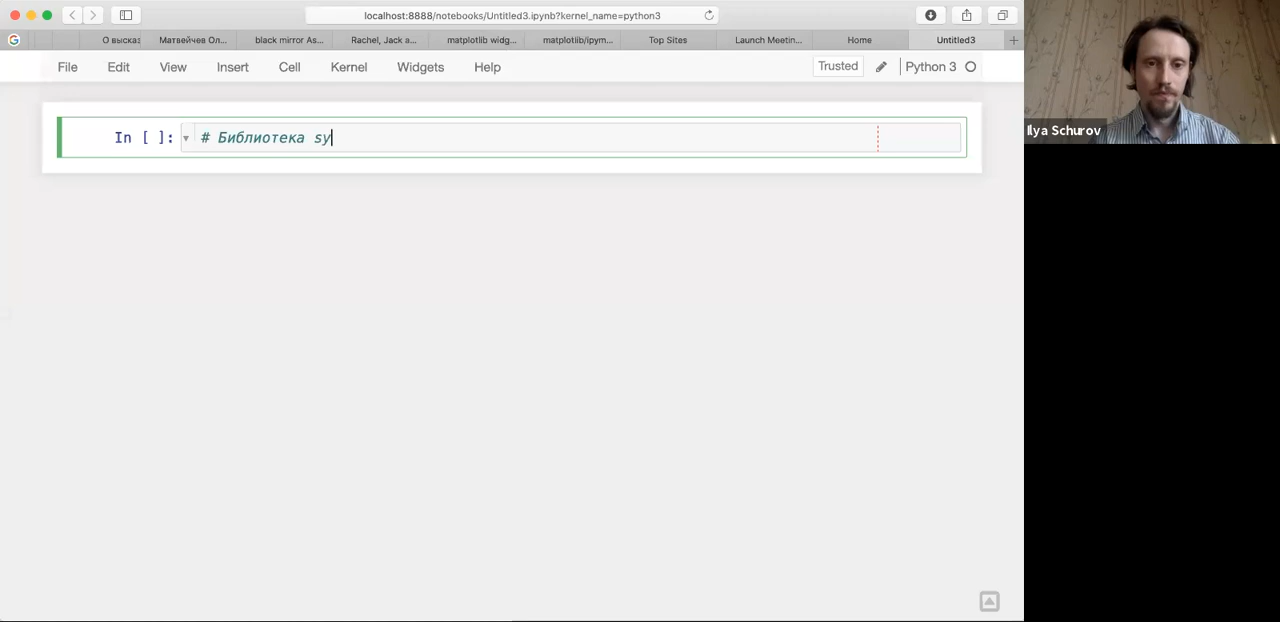 localhost:8888/notebooks/Untitled3.ipynb?kernel_name=python3
О высказ
Матвейчев Ол...
black mirror As...
Rachel, Jack a...
matplotlib widg...
matplotlib/ipym...
Top Sites
Launch Meetin...
Home
Untitled3
File Edit View Insert Cell Kernel Widgets Help
Trusted
Python 3
In [ ]:
# Библиотека sy
Ilya Schurov